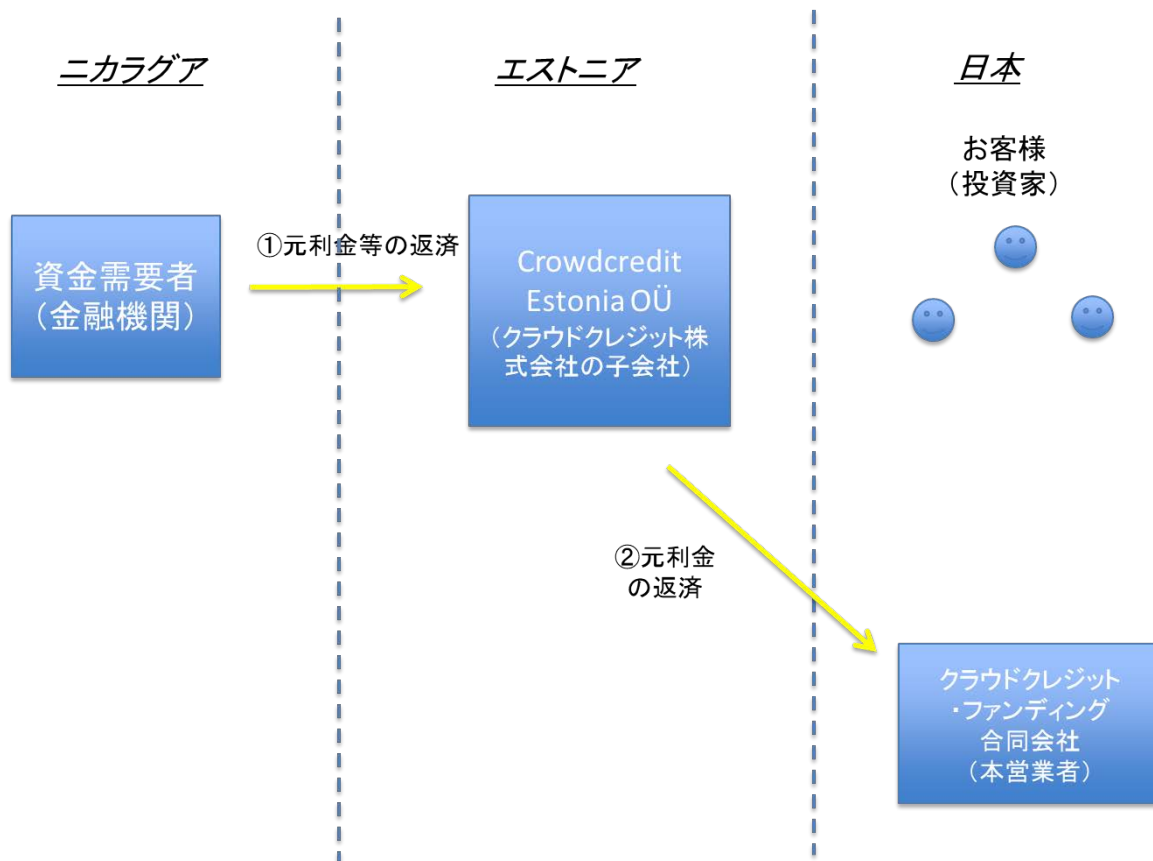 ニカラグア
エストニア
日本
お客様
（投資家）
①元利金等の返済
資金需要者
（金融機関）
Crowdcredit
Estonia OÜ
（クラウドクレジット株
式会社の子会社）
②元利金
の返済
クラウドクレジット
・ファンディング
合同会社
（本営業者）